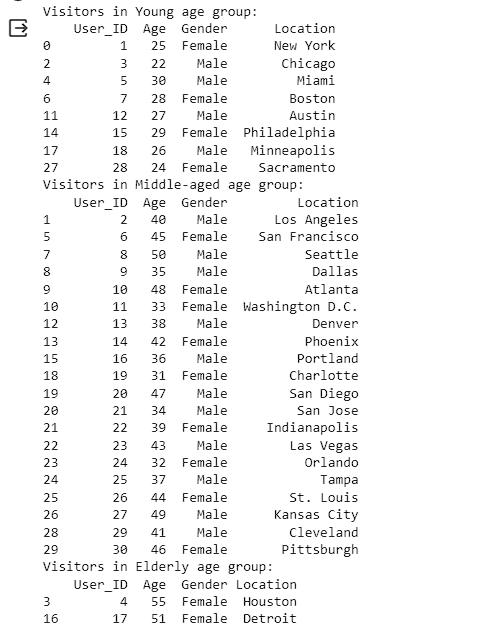 Visitors in Young age group:
User_ID Age Gender Location
0 1 25 Female New York
2 3 22 Male Chicago
4 5 30 Male Miami
6 7 28 Female Boston
11 12 27 Male Austin
14 15 29 Female Philadelphia
17 18 26 Male Minneapolis
27 28 24 Female Sacramento
Visitors in Middle-aged age group:
User_ID Age Gender Location
1 2 40 Male Los Angeles
5 6 45 Female San Francisco
7 8 50 Male Seattle
8 9 35 Male Dallas
9 10 48 Female Atlanta
10 11 33 Female Washington D.C.
12 13 38 Male Denver
13 14 42 Female Phoenix
15 16 36 Male Portland
18 19 31 Female Charlotte
19 20 47 Male San Diego
20 21 34 Male San Jose
21 22 39 Female Indianapolis
22 23 43 Male Las Vegas
23 24 32 Female Orlando
24 25 37 Male Tampa
25 26 44 Female St. Louis
26 27 49 Male Kansas City
28 29 41 Male Cleveland
29 30 46 Female Pittsburgh
Visitors in Elderly age group:
User_ID Age Gender Location
3 4 55 Female Houston
16 17 51 Female Detroit